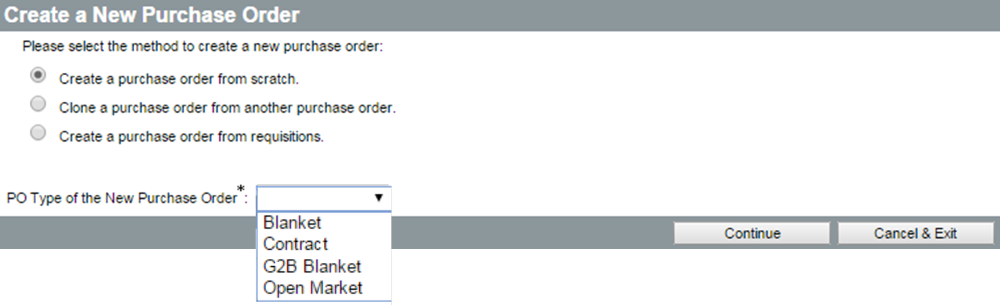 Create a New Purchase Order
Please select the method to create a new purchase order:
Create a purchase order from scratch.
Clone a purchase order from another purchase order.
Create a purchase order from requisitions.
PO Type of the New Purchase Order*:
Blanket
Contract
G2B Blanket
Open Market
Continue
Cancel & Exit